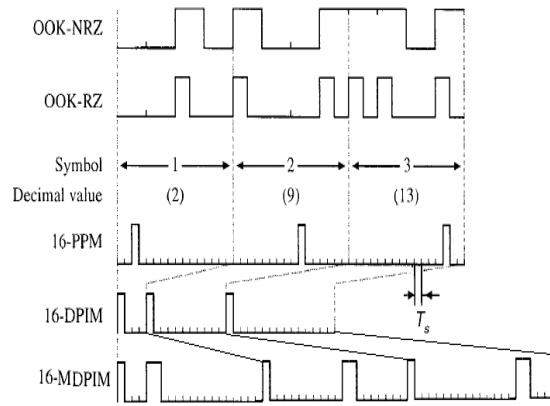 OOK-NRZ
OOK-RZ
Symbol 1 2 3
Decimal value (2) (9) (13)
16-PPM
16-DPIM
Ts
16-MDPIM